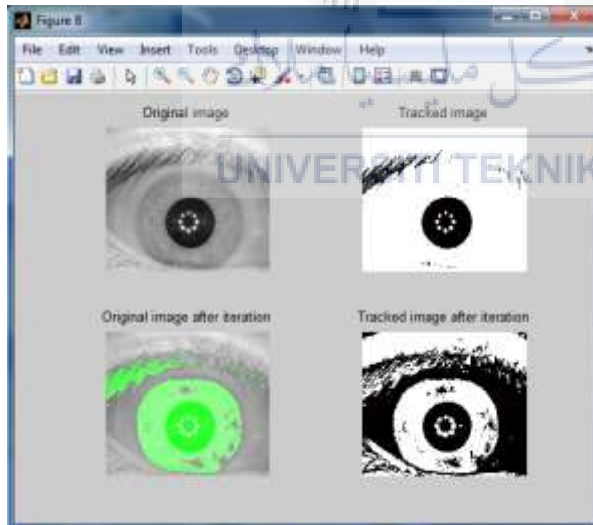 Figure 8
File Edit View Insert Tools Desktop Window Help
Original image
Tracked image
UNIVERSITI TEKNIK
Original image after iteration
Tracked image after iteration